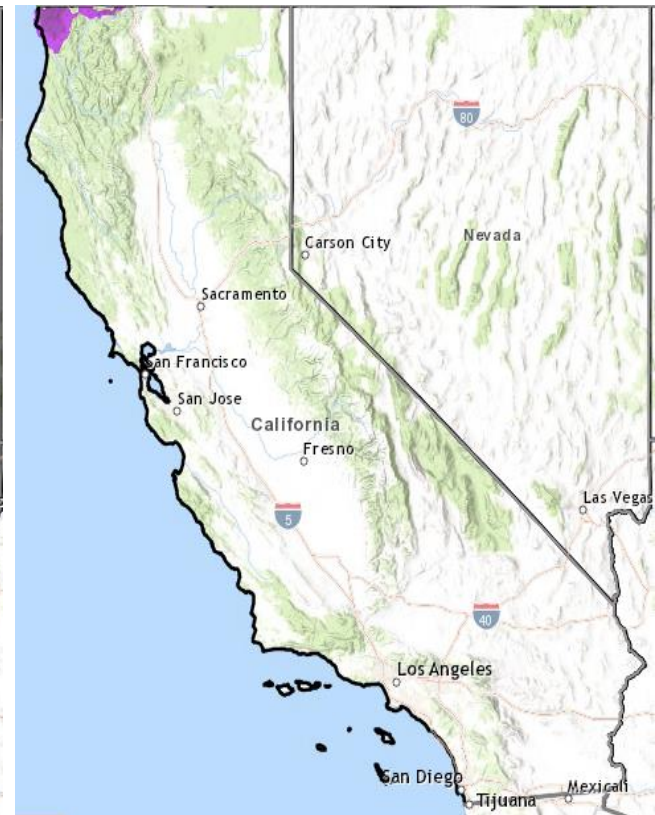 80
Nevada
Carson City
Sacramento
San Francisco
San Jose
California
Fresno
Las Vegas
5
40
Los Angeles
San Diego
Mexicali
Tijuana